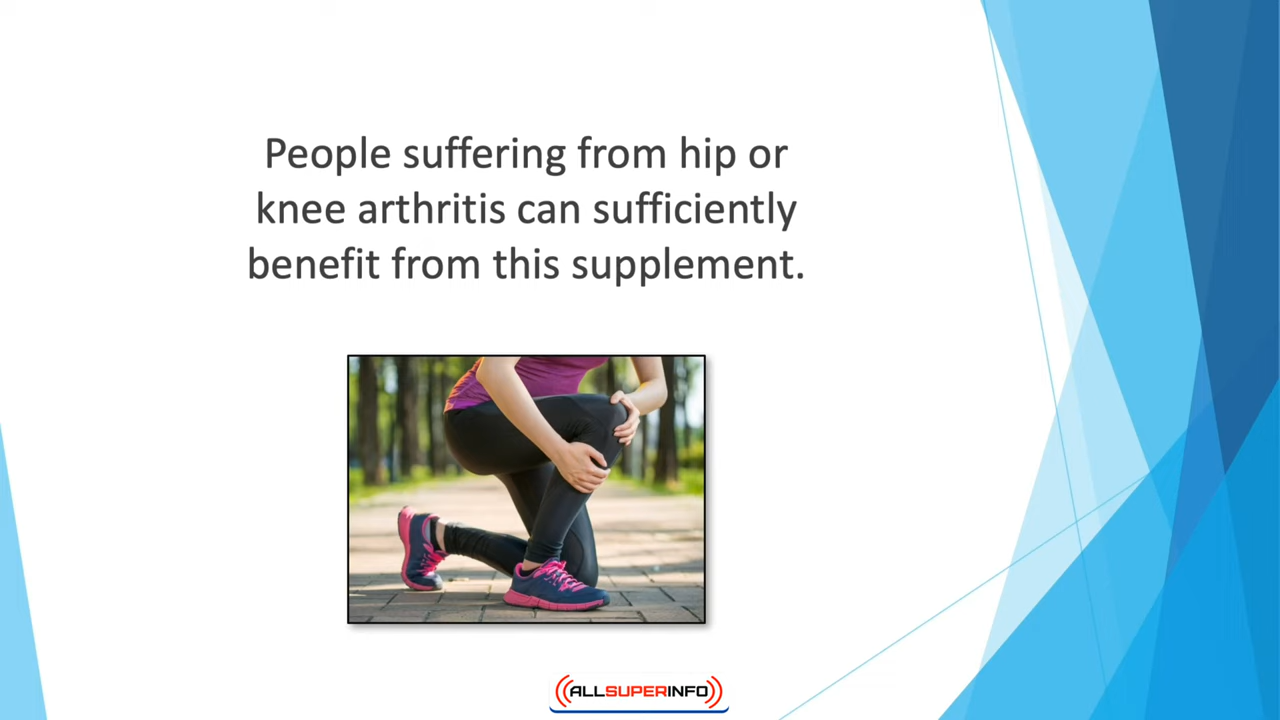 People suffering from hip or
knee arthritis can sufficiently
benefit from this supplement.
ALLSUPERINFO